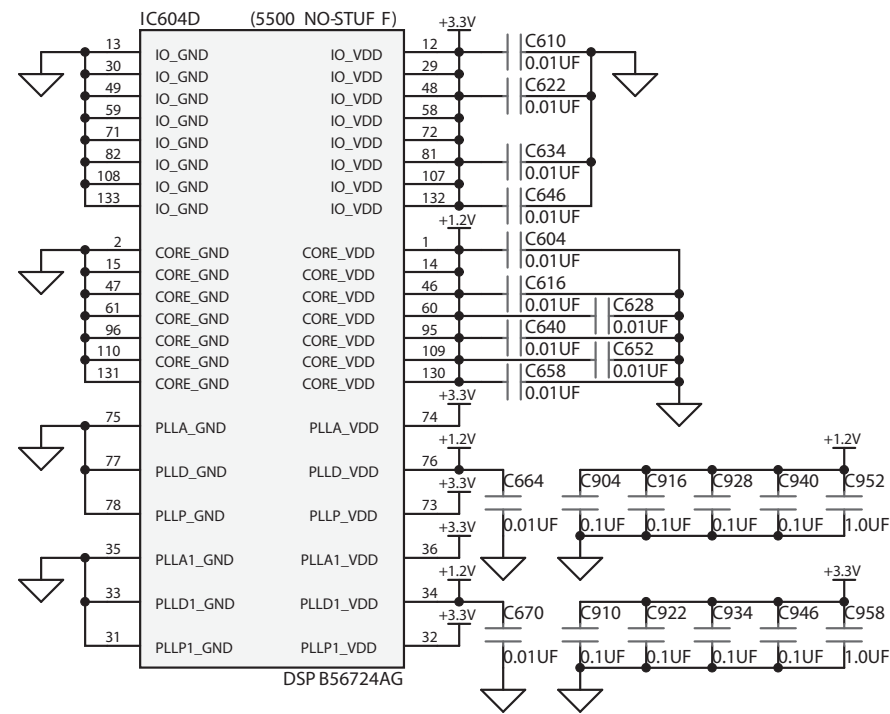 IC604D (5500 NO-STUF F)
+3.3V
13 IO_GND IO_VDD 12 C610
0.01UF
30 IO_GND IO_VDD 29
49 IO_GND IO_VDD 48 C622
0.01UF
59 IO_GND IO_VDD 58
71 IO_GND IO_VDD 72
82 IO_GND IO_VDD 81 C634
0.01UF
108 IO_GND IO_VDD 107
133 IO_GND IO_VDD 132 C646
0.01UF
+1.2V
2 CORE_GND CORE_VDD 1 C604
0.01UF
15 CORE_GND CORE_VDD 14
47 CORE_GND CORE_VDD 46 C616
0.01UF
61 CORE_GND CORE_VDD 60 C628
0.01UF
96 CORE_GND CORE_VDD 95 C640
0.01UF
110 CORE_GND CORE_VDD 109 C652
0.01UF
131 CORE_GND CORE_VDD 130 C658
0.01UF
+3.3V
75 PLLA_GND PLLA_VDD 74
+1.2V
+1.2V
77 PLLD_GND PLLD_VDD 76
C664 C904 C916 C928 C940 C952
+3.3V
78 PLLP_GND PLLP_VDD 73
0.01UF 0.1UF 0.1UF 0.1UF 0.1UF 1.0UF
+3.3V
35 PLLA1_GND PLLA1_VDD 36
+1.2V
+3.3V
33 PLLD1_GND PLLD1_VDD 34
C670 C910 C922 C934 C946 C958
+3.3V
31 PLLP1_GND PLLP1_VDD 32
0.01UF 0.1UF 0.1UF 0.1UF 0.1UF 1.0UF
DSP B56724AG